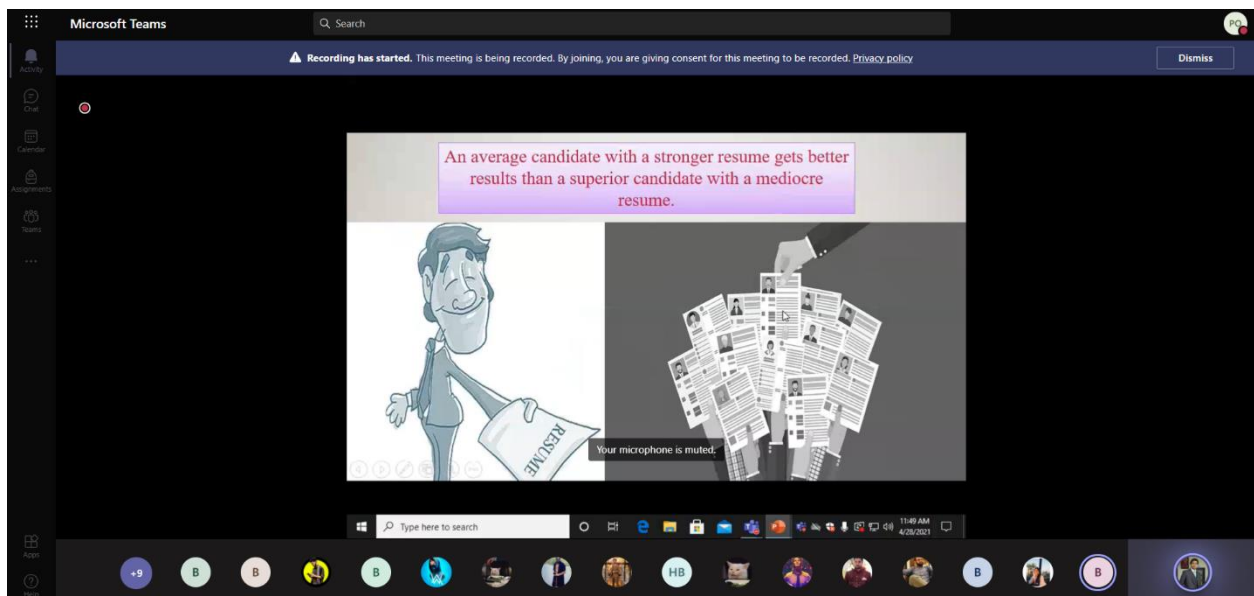 Microsoft Teams
Search
PO
Recording has started. This meeting is being recorded. By joining, you are giving consent for this meeting to be recorded. Privacy policy
Dismiss
Activity
Chat
Calendar
Assignments
Teams
An average candidate with a stronger resume gets better
results than a superior candidate with a mediocre
resume.
RESUME
Your microphone is muted.
Type here to search
11:49 AM
4/28/2021
Apps
Help
+9
B
B
B
HB
B
B